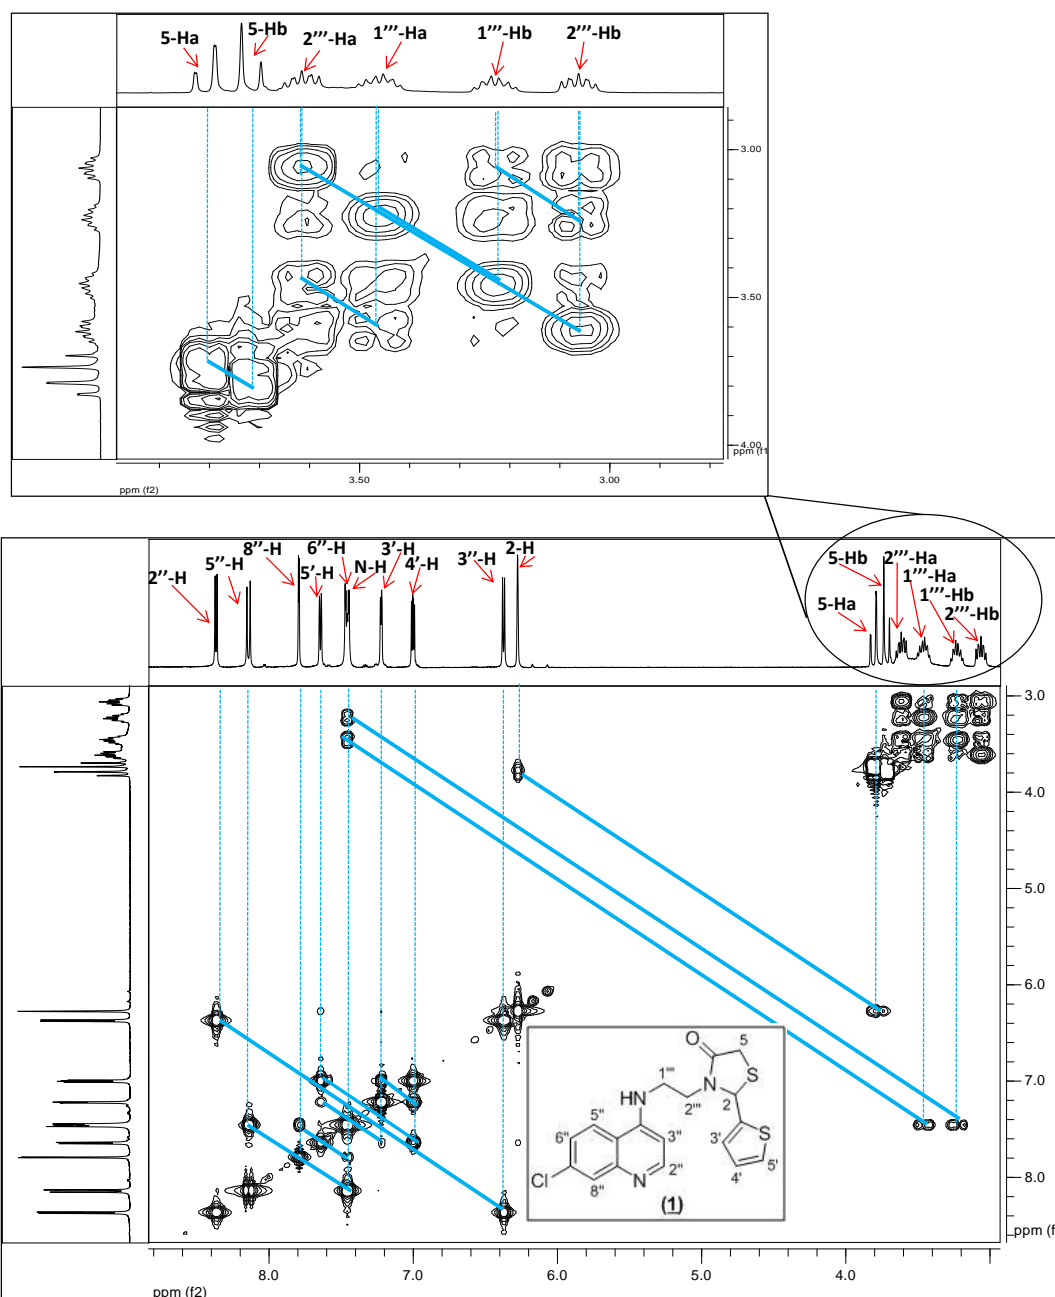 5-Ha
5-Hb
2’’’-Ha
1’’’-Ha
1’’’-Hb
2’’’-Hb
3.00
3.50
4.00
ppm (f1
3.50
3.00
ppm (f2)
2’’-H
5’’-H
8’’-H
5’-H
6’’-H
N-H
3’-H
4’-H
3’’-H
2-H
5-Ha
5-Hb
2’’’-Ha
1’’’-Ha
1’’’-Hb
2’’’-Hb
3.0
4.0
5.0
6.0
7.0
8.0
ppm (f
O
5
S
1'''
N
2
HN
2'''
S
5''
6''
3''
3'
5'
4'
2''
Cl
8''
N
(1)
8.0
7.0
6.0
5.0
4.0
ppm (f2)